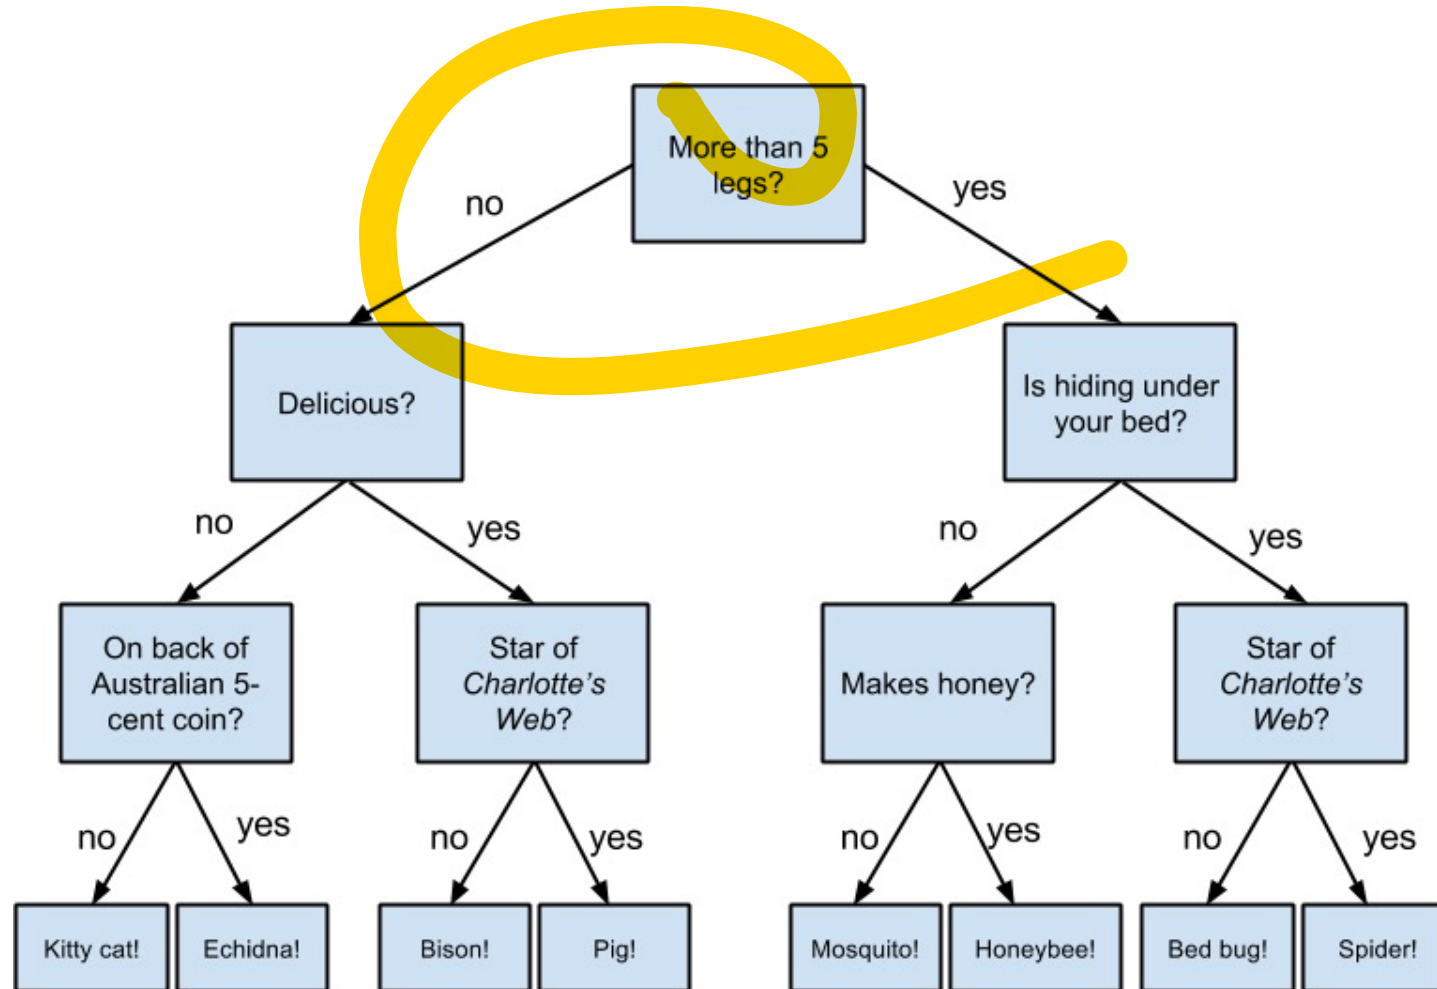 More than 5
legs?
no
yes
Delicious?
Is hiding under
your bed?
no
yes
no
yes
On back of
Australian 5-
cent coin?
Star of
Charlotte's
Web?
Makes honey?
Star of
Charlotte's
Web?
no
yes
no
yes
no
yes
no
yes
Kitty cat!
Echidna!
Bison!
Pig!
Mosquito!
Honeybee!
Bed bug!
Spider!